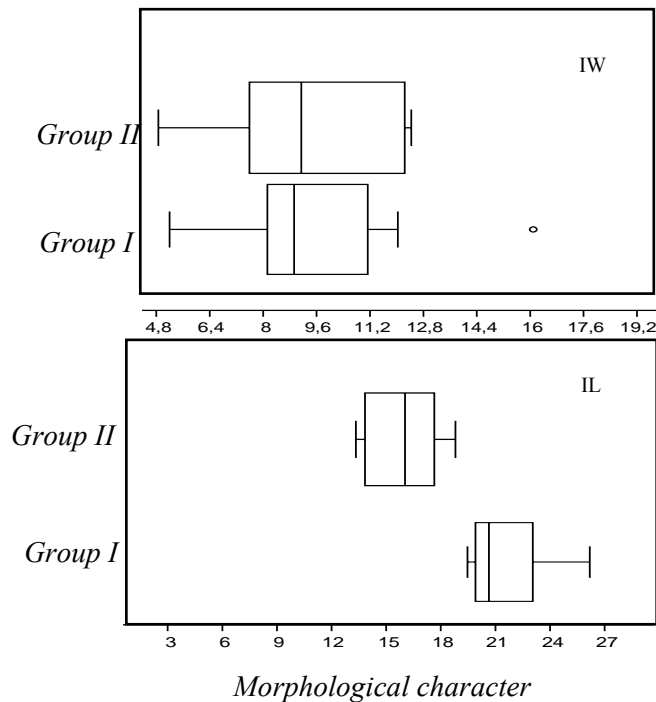 IW
Group II
Group I
4,8 6,4 8 9,6 11,2 12,8 14,4 16 17,6 19,2
IL
Group II
Group I
3 6 9 12 15 18 21 24 27
Morphological character